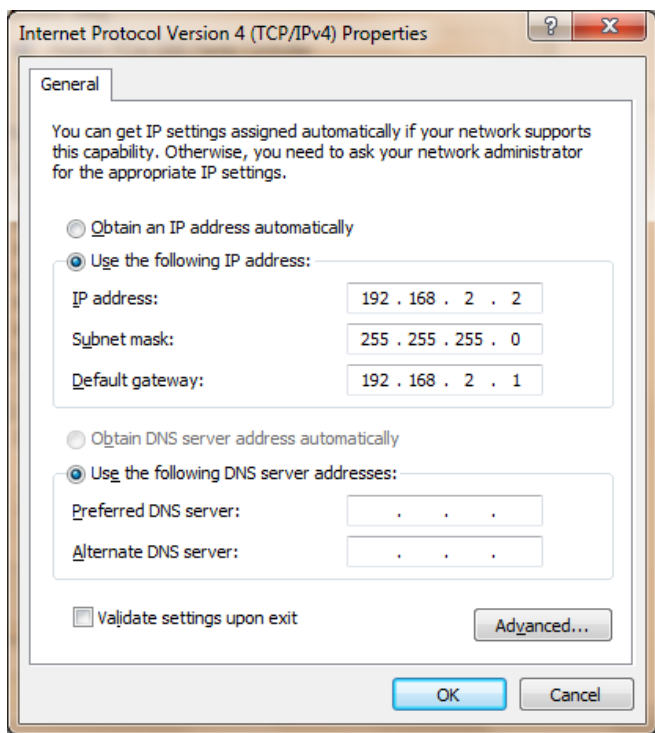 Internet Protocol Version 4 (TCP/IPv4) Properties
General
You can get IP settings assigned automatically if your network supports
this capability. Otherwise, you need to ask your network administrator
for the appropriate IP settings.
Obtain an IP address automatically
Use the following IP address:
IP address: 192 . 168 . 2 . 2
Subnet mask: 255 . 255 . 255 . 0
Default gateway: 192 . 168 . 2 . 1
Obtain DNS server address automatically
Use the following DNS server addresses:
Preferred DNS server: . . .
Alternate DNS server: . . .
Validate settings upon exit
Advanced...
OK Cancel